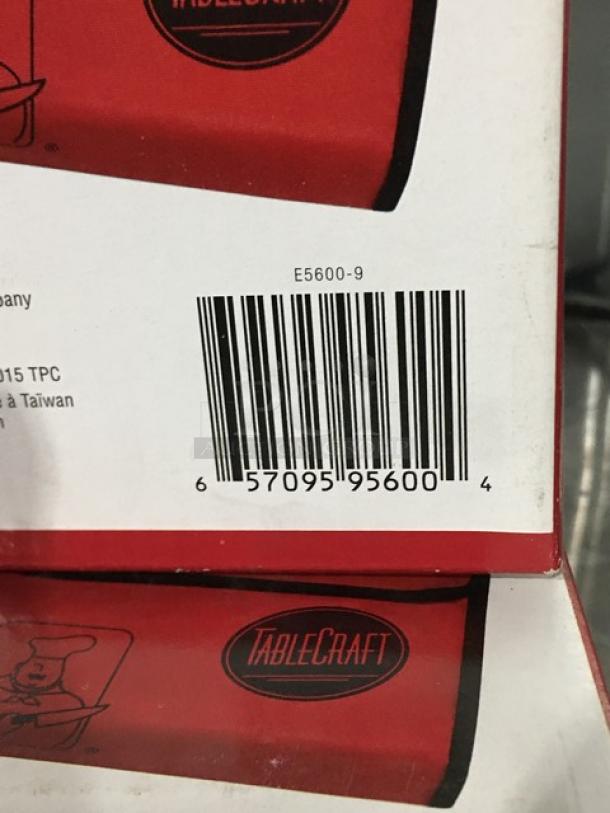 TABLECRAFT
®
E5600-9
pany
015 TPC
à Taïwan
6 57095 95600 4
TABLECRAFT
®